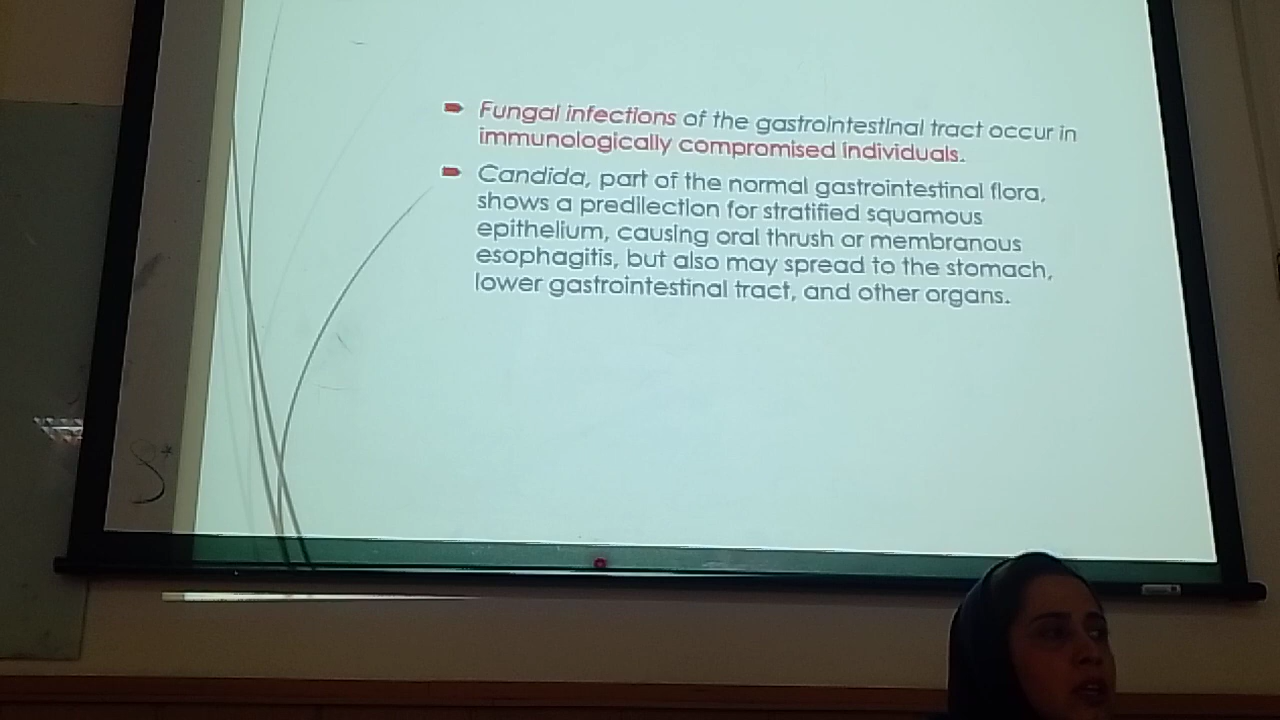 Fungal infections of the gastrointestinal tract occur in
immunologically compromised individuals.
Candida, part of the normal gastrointestinal flora,
shows a predilection for stratified squamous
epithelium, causing oral thrush or membranous
esophagitis, but also may spread to the stomach,
lower gastrointestinal tract, and other organs.